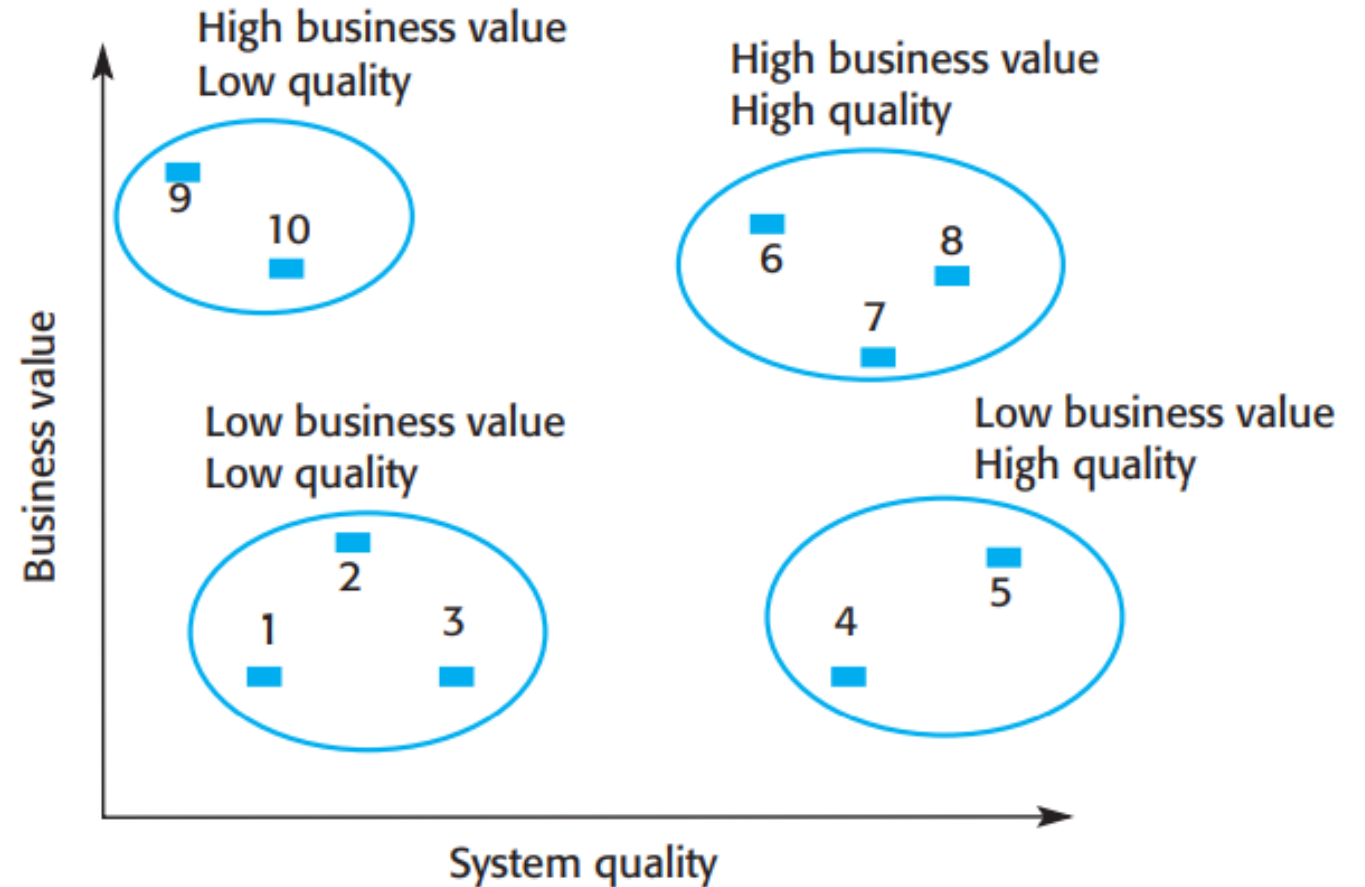 High business value
Low quality
High business value
High quality
9
10
6
8
7
Business value
Low business value
Low quality
Low business value
High quality
2
1
3
5
4
System quality